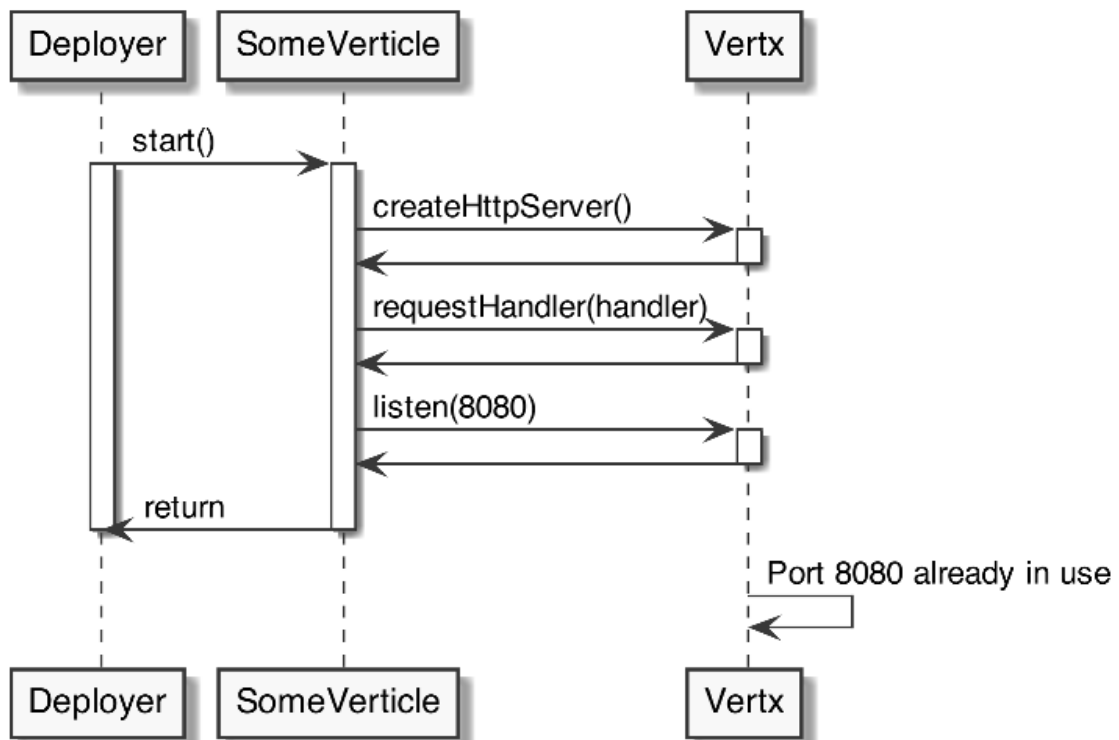 Deployer
SomeVerticle
Vertx
start()
createHttpServer()
requestHandler(handler)
listen(8080)
return
Port 8080 already in use
Deployer
SomeVerticle
Vertx